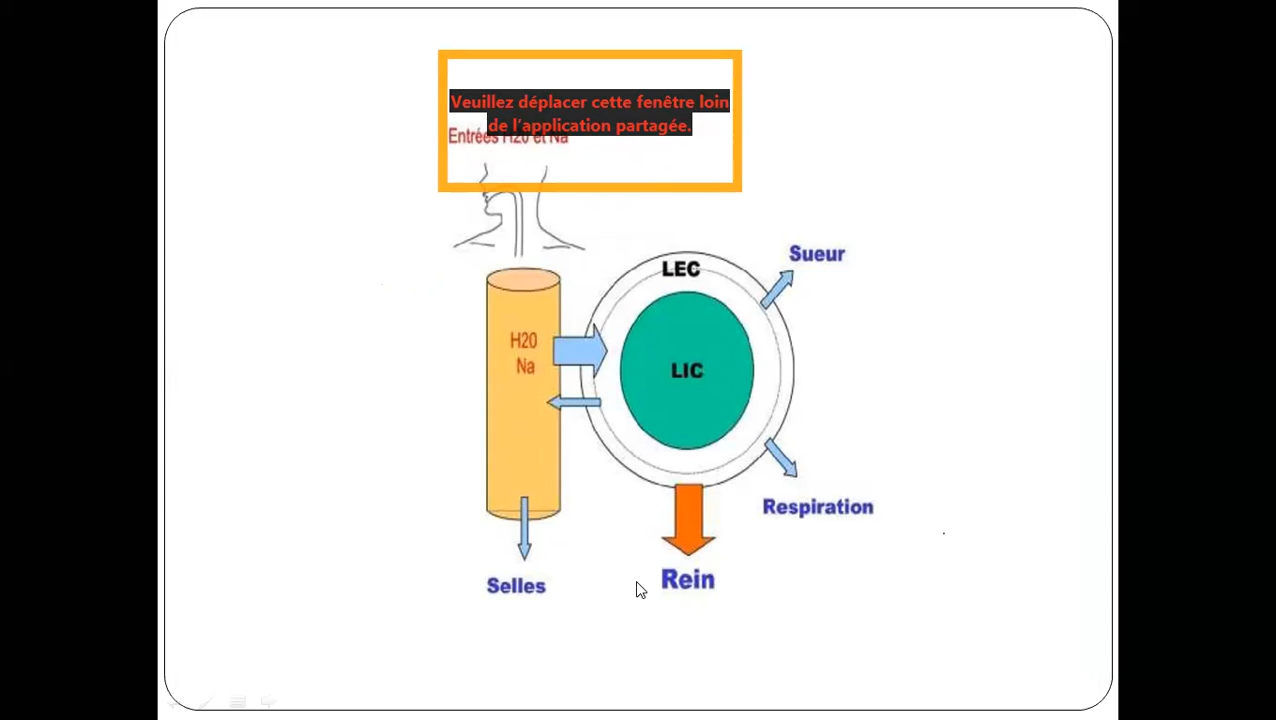 Veuillez déplacer cette fenêtre loin
de l'application partagée.
Entrées H20 et Na
Sueur
LEC
H20
Na
LIC
Respiration
Rein
Selles